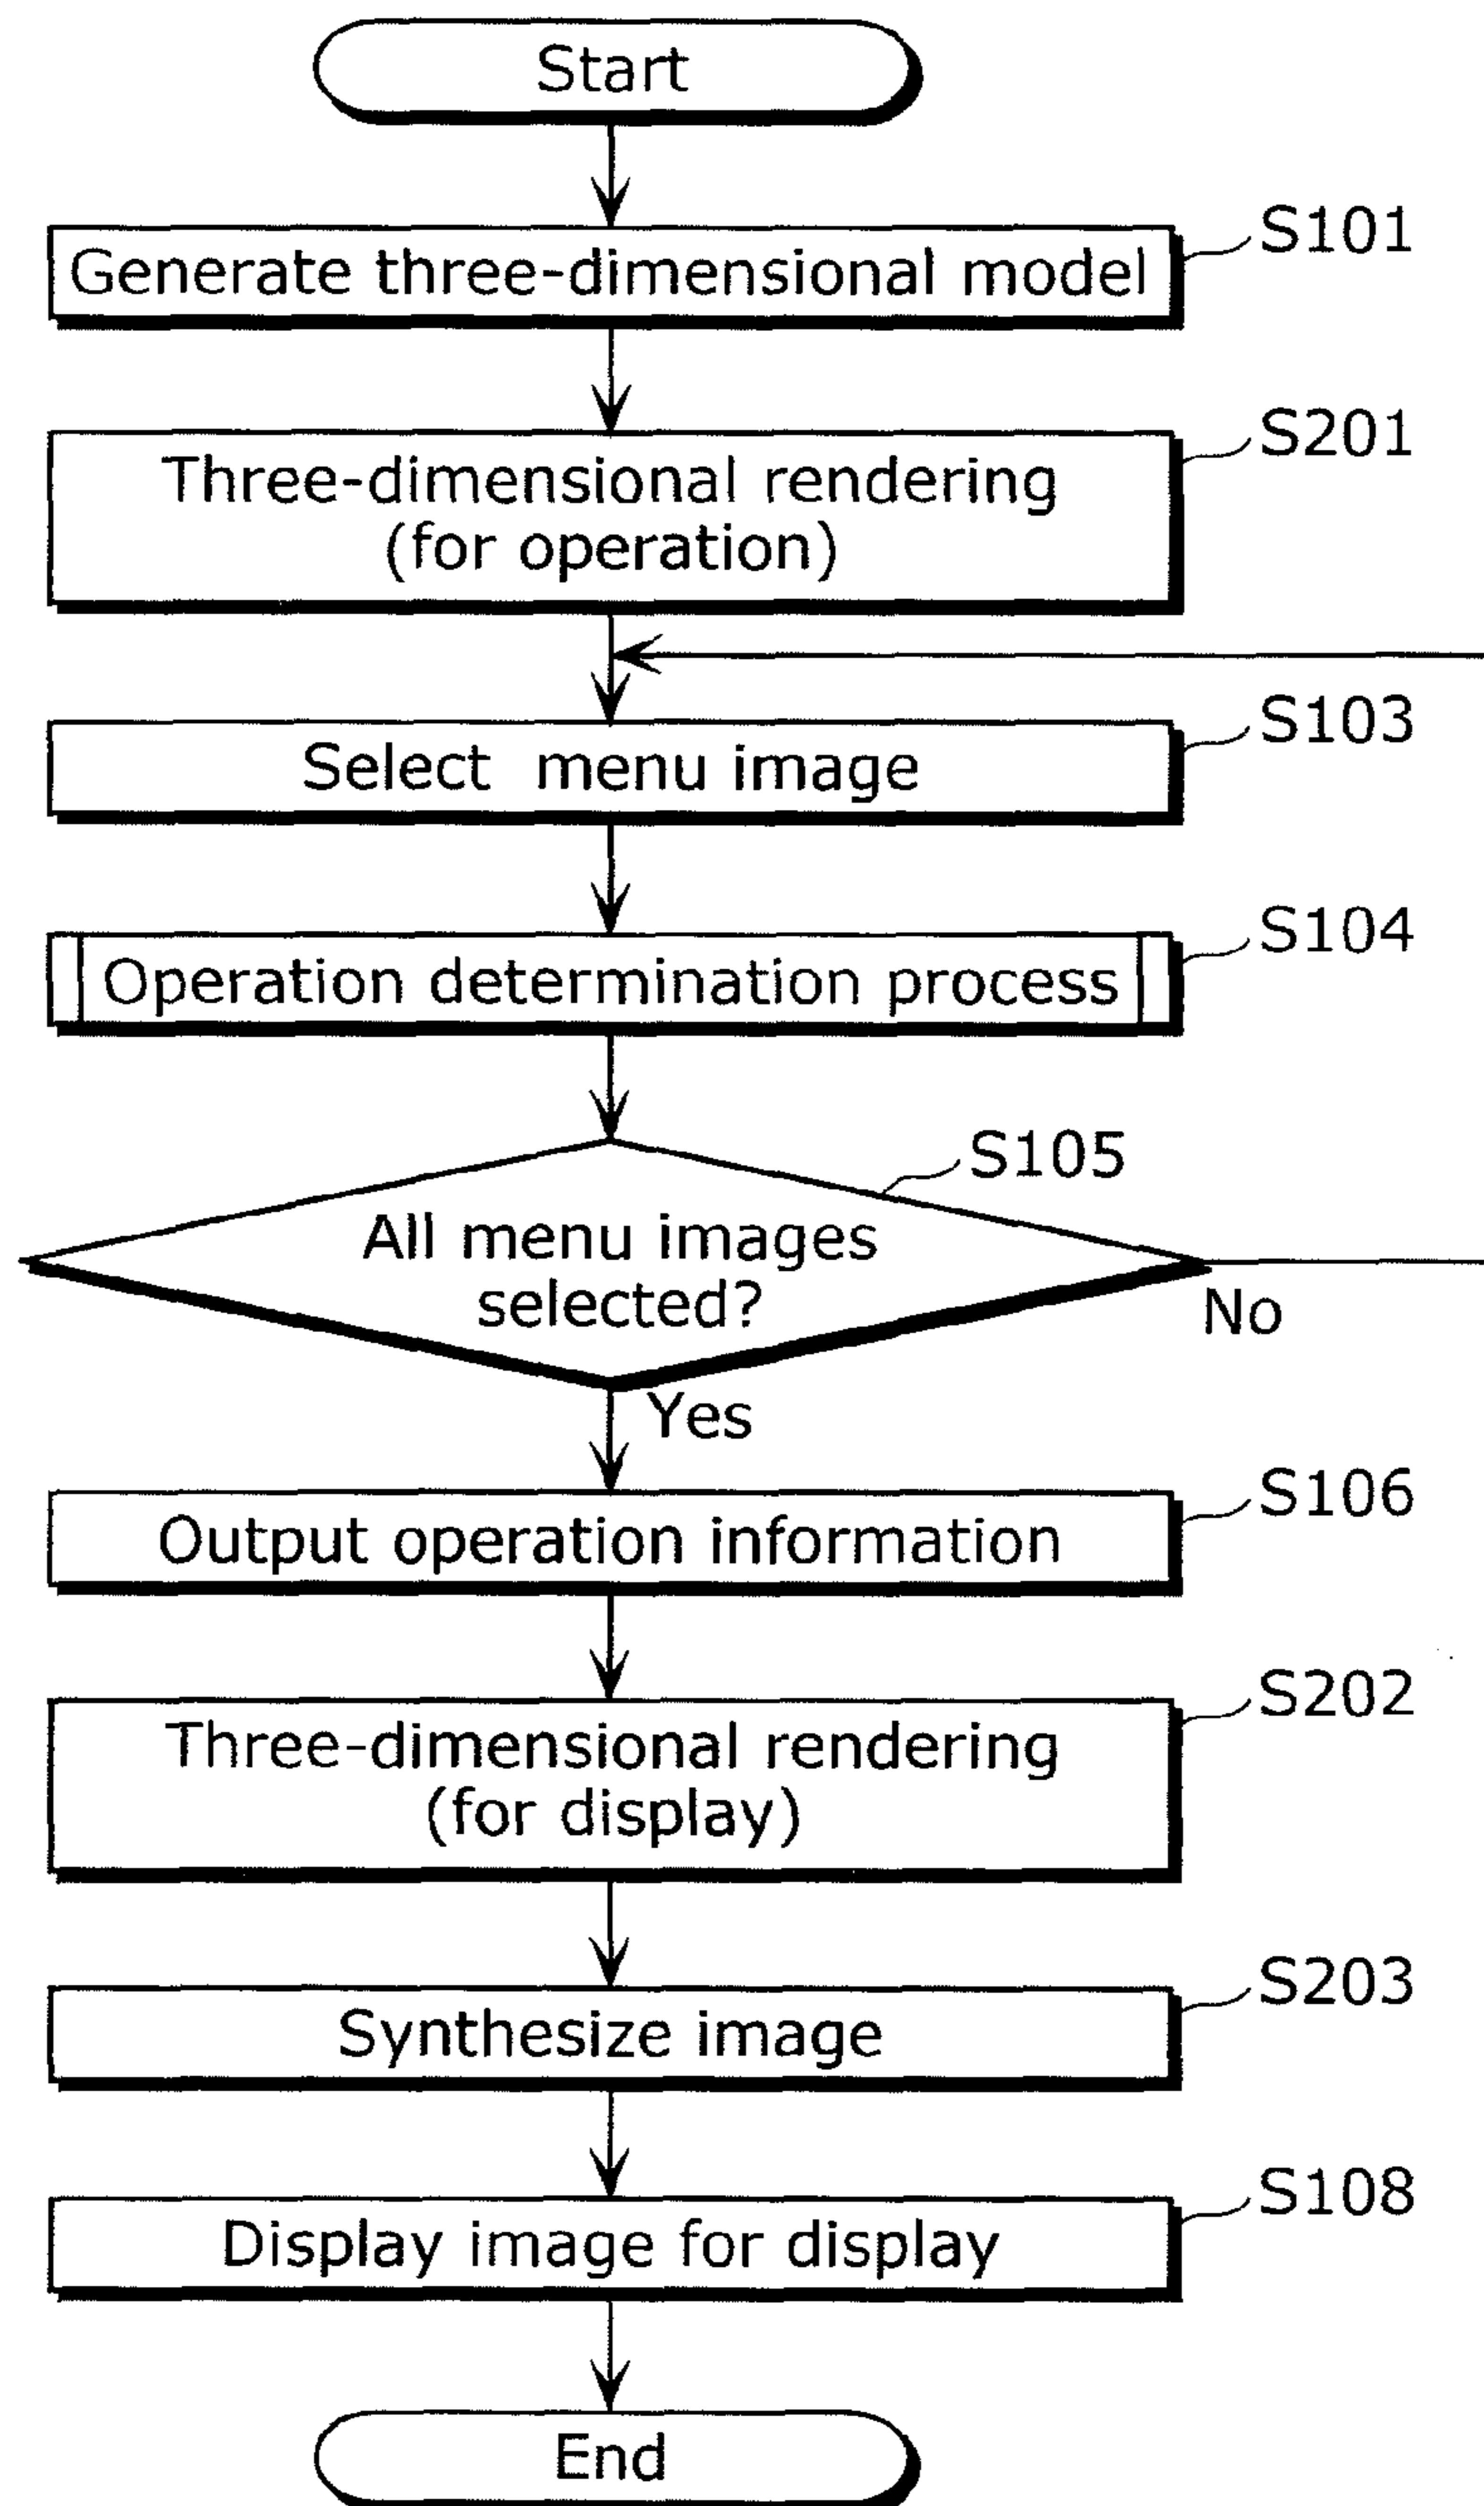 Start
S101
Generate three-dimensional model
S201
Three-dimensional rendering
(for operation)
S103
Select menu image
S104
Operation determination process
S105
All menu images
selected?
No
Yes
S106
Output operation information
S202
Three-dimensional rendering
(for display)
S203
Synthesize image
S108
Display image for display
End